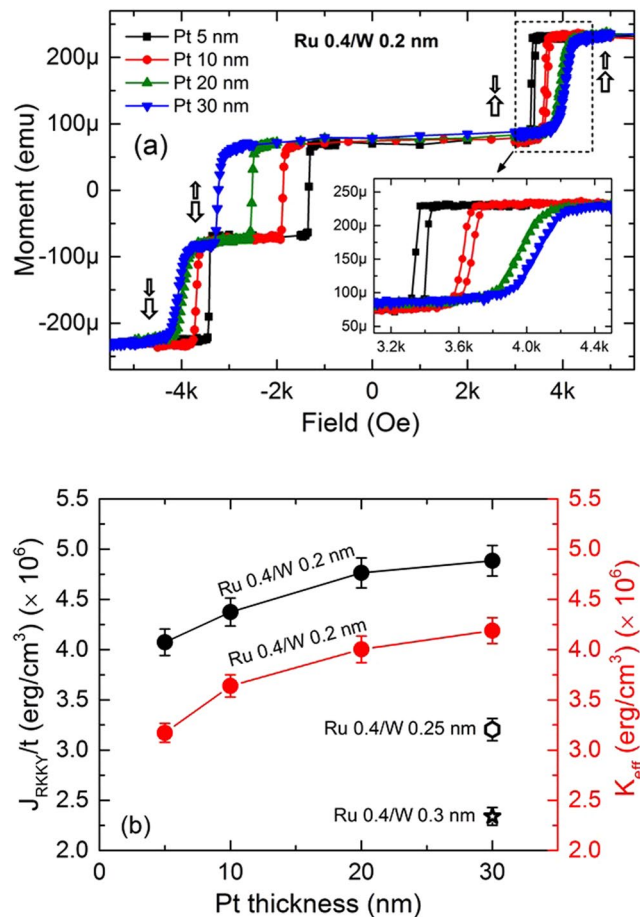 Ru 0.4/W 0.2 nm
Pt 5 nm
Pt 10 nm
Pt 20 nm
Pt 30 nm
(a)
200µ
100µ
0
-100µ
-200µ
Moment (emu)
250µ
200µ
150µ
100µ
50µ
3.2k 3.6k 4.0k 4.4k
-4k -2k 0 2k 4k
Field (Oe)
5.5
5.0
4.5
4.0
3.5
3.0
2.5
2.0
J_RKKY/t (erg/cm³) (× 10⁶)
Ru 0.4/W 0.2 nm
Ru 0.4/W 0.2 nm
Ru 0.4/W 0.25 nm
Ru 0.4/W 0.3 nm
(b)
5.5
5.0
4.5
4.0
3.5
3.0
2.5
2.0
K_eff (erg/cm³) (× 10⁶)
0 10 20 30
Pt thickness (nm)